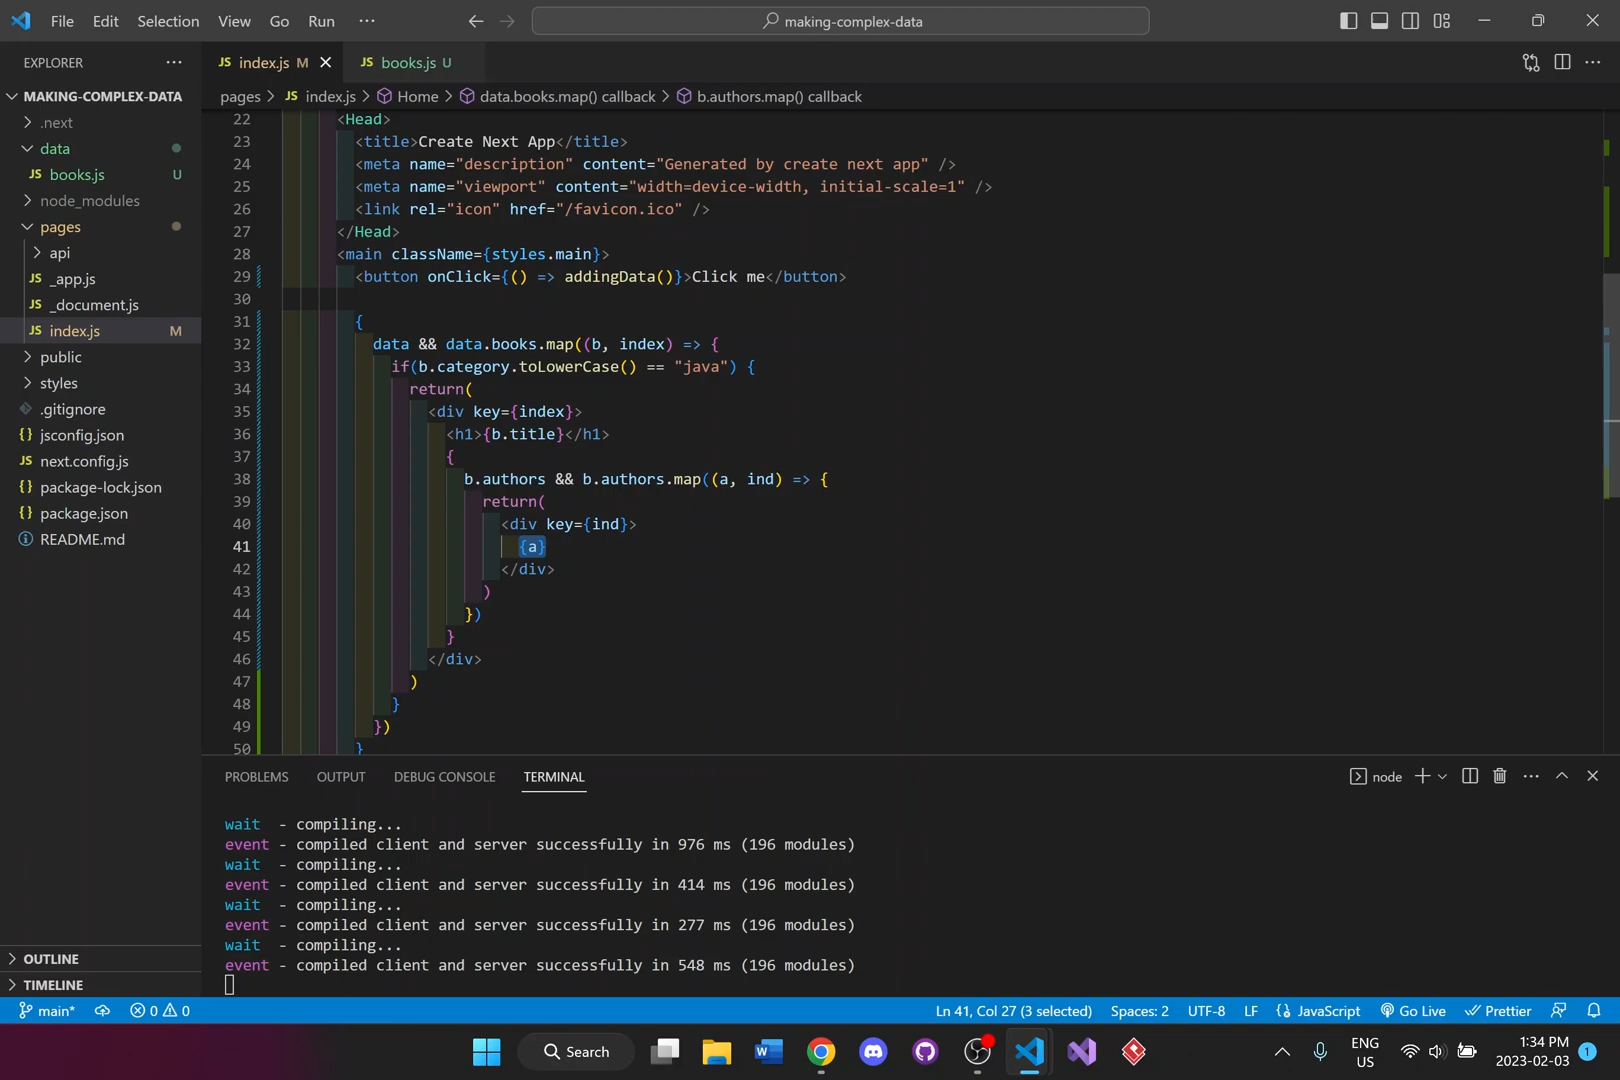 File Edit Selection View Go Run ···
making-complex-data
EXPLORER ···
MAKING-COMPLEX-DATA
.next
data
JS books.js U
node_modules
pages
api
JS _app.js
JS _document.js
JS index.js M
public
styles
.gitignore
{} jsconfig.json
JS next.config.js
{} package-lock.json
{} package.json
README.md
OUTLINE
TIMELINE
JS index.js M
JS books.js U
pages > JS index.js > Home > data.books.map() callback > b.authors.map() callback
22 <Head>
23 <title>Create Next App</title>
24 <meta name="description" content="Generated by create next app" />
25 <meta name="viewport" content="width=device-width, initial-scale=1" />
26 <link rel="icon" href="/favicon.ico" />
27 </Head>
28 <main className={styles.main}>
29 <button onClick={() => addingData()}>Click me</button>
30
31 {
32 data && data.books.map((b, index) => {
33 if(b.category.toLowerCase() == "java") {
34 return(
35 <div key={index}>
36 <h1>{b.title}</h1>
37 {
38 b.authors && b.authors.map((a, ind) => {
39 return(
40 <div key={ind}>
41 {a}
42 </div>
43 )
44 })
45 }
46 </div>
47 )
48 }
49 })
50 }
PROBLEMS OUTPUT DEBUG CONSOLE TERMINAL
node
wait - compiling...
event - compiled client and server successfully in 976 ms (196 modules)
wait - compiling...
event - compiled client and server successfully in 414 ms (196 modules)
wait - compiling...
event - compiled client and server successfully in 277 ms (196 modules)
wait - compiling...
event - compiled client and server successfully in 548 ms (196 modules)
main* 0 0
Ln 41, Col 27 (3 selected) Spaces: 2 UTF-8 LF {} JavaScript Go Live Prettier
Search
W
ENG
US
1:34 PM
2023-02-03
1